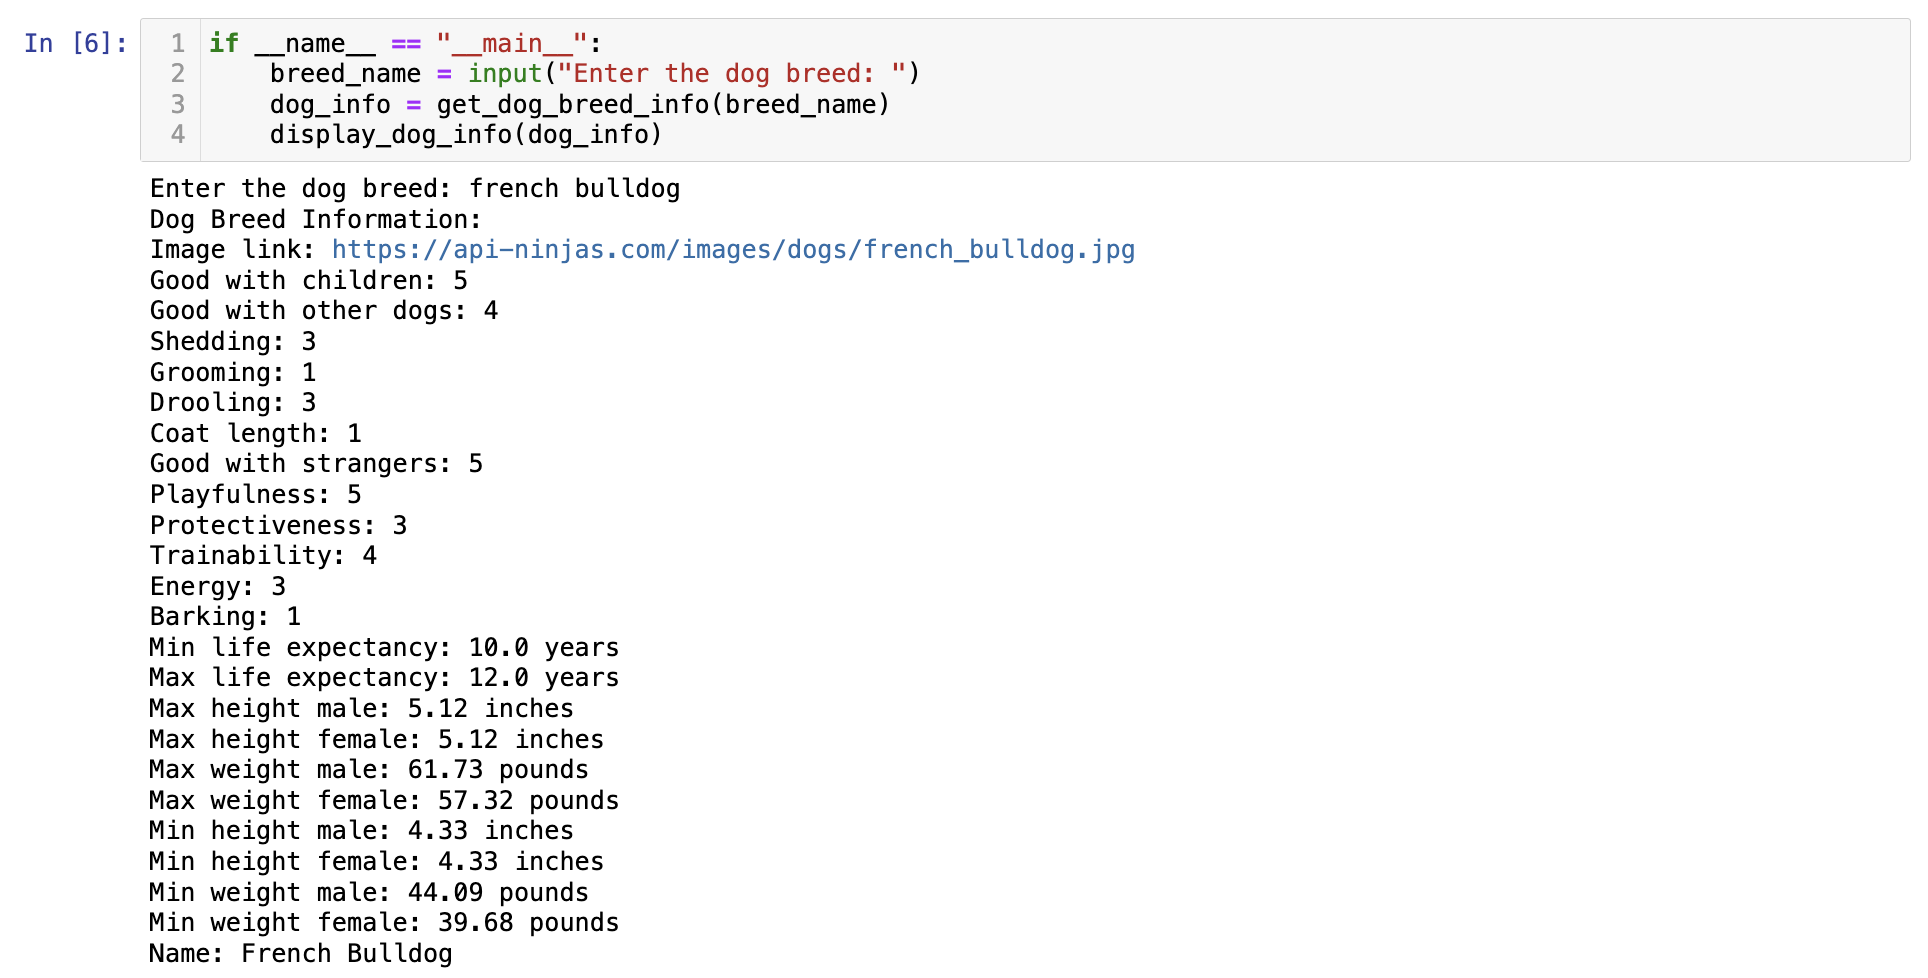 In [6]:
1 if __name__ == "__main__":
2     breed_name = input("Enter the dog breed: ")
3     dog_info = get_dog_breed_info(breed_name)
4     display_dog_info(dog_info)
Enter the dog breed: french bulldog
Dog Breed Information:
Image link: https://api-ninjas.com/images/dogs/french_bulldog.jpg
Good with children: 5
Good with other dogs: 4
Shedding: 3
Grooming: 1
Drooling: 3
Coat length: 1
Good with strangers: 5
Playfulness: 5
Protectiveness: 3
Trainability: 4
Energy: 3
Barking: 1
Min life expectancy: 10.0 years
Max life expectancy: 12.0 years
Max height male: 5.12 inches
Max height female: 5.12 inches
Max weight male: 61.73 pounds
Max weight female: 57.32 pounds
Min height male: 4.33 inches
Min height female: 4.33 inches
Min weight male: 44.09 pounds
Min weight female: 39.68 pounds
Name: French Bulldog